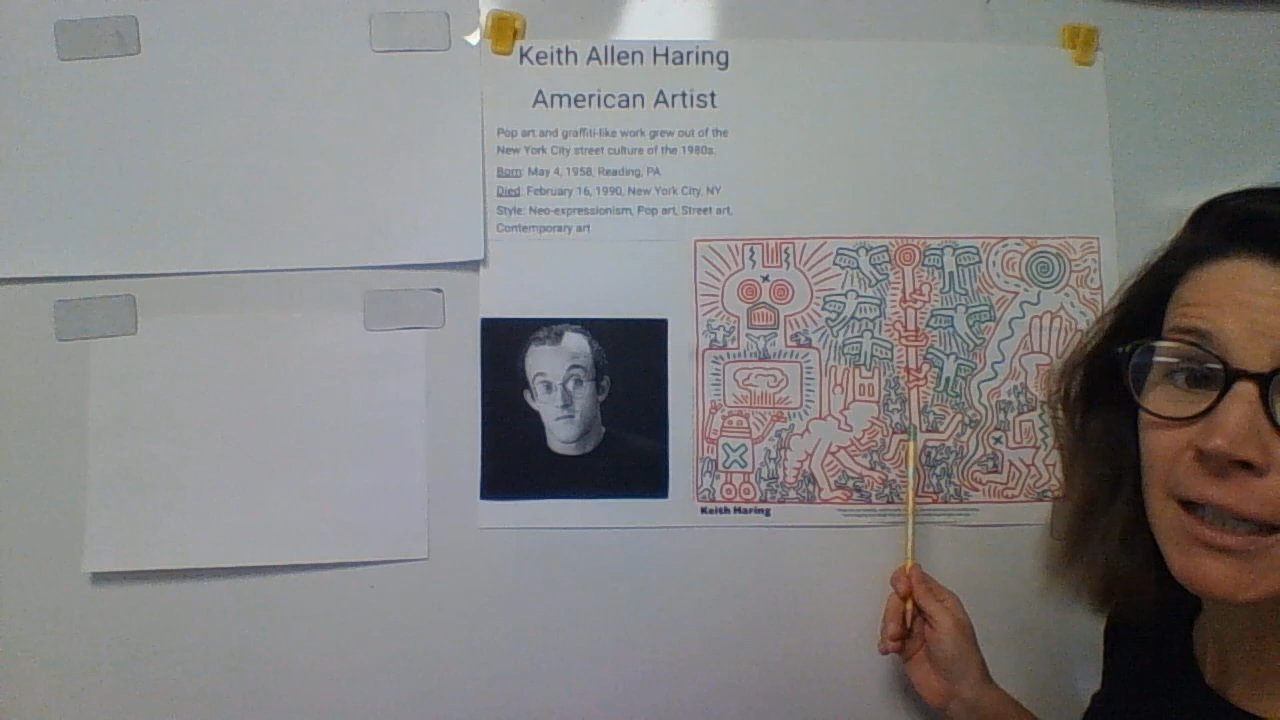 Keith Allen Haring
American Artist
Pop art and graffiti-like work grew out of the
New York City street culture of the 1980s.
Born: May 4, 1958, Reading, PA
Died: February 16, 1990, New York City, NY
Style: Neo-expressionism, Pop art, Street art,
Contemporary art
Keith Haring